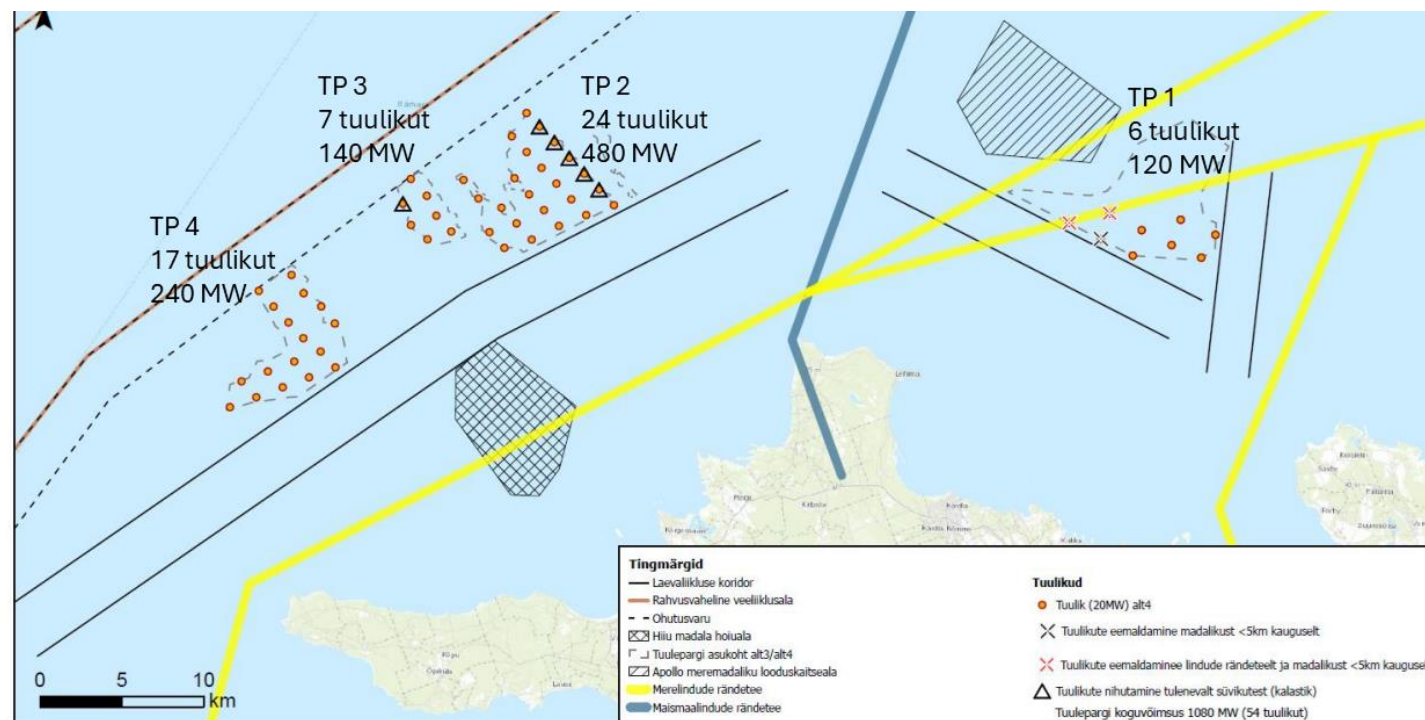 TP 3
7 tuulikut
140 MW
TP 2
24 tuulikut
480 MW
TP 1
6 tuulikut
120 MW
TP 4
17 tuulikut
240 MW
Lehtma
Kärdla
Kõpu
0 5 10
km
Tingmärgid
Laevaliikluse koridor
Rahvusvaheline veeliiklusala
Ohutusvaru
Hiiu madala hoiuala
Tuulepargi asukoht alt3/alt4
Apollo meremadaliku looduskaitseala
Merelindude rändetee
Maismaalindude rändetee
Tuulikud
Tuulik (20MW) alt4
Tuulikute eemaldamine madalikust <5km kauguselt
Tuulikute eemaldaminee lindude rändeteelt ja madalikust <5km kauguselt
Tuulikute nihutamine tulenevalt süvikutest (kalastik)
Tuulepargi koguvõimsus 1080 MW (54 tuulikut)